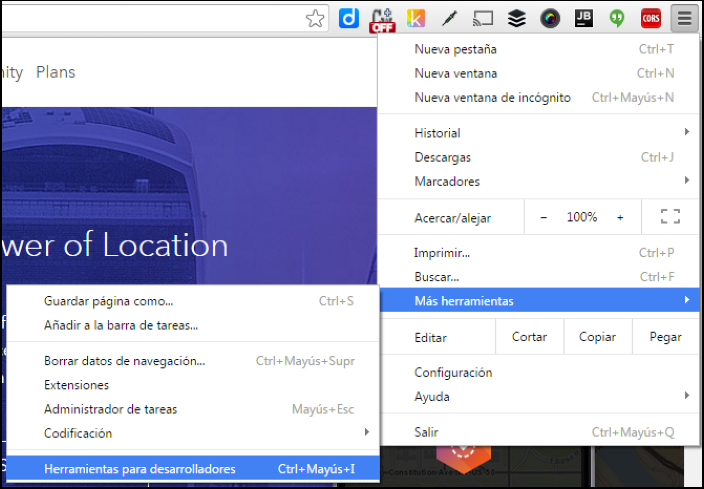 OFF
JB
CORS
nity Plans
wer of Location
Nueva pestaña Ctrl+T
Nueva ventana Ctrl+N
Nueva ventana de incógnito Ctrl+Mayús+N
Historial
Descargas Ctrl+J
Marcadores
Acercar/alejar − 100% +
Imprimir... Ctrl+P
Buscar... Ctrl+F
Más herramientas
Editar Cortar Copiar Pegar
Configuración
Ayuda
Salir Ctrl+Mayús+Q
Guardar página como... Ctrl+S
Añadir a la barra de tareas...
Borrar datos de navegación... Ctrl+Mayús+Supr
Extensiones
Administrador de tareas Mayús+Esc
Codificación
Herramientas para desarrolladores Ctrl+Mayús+I